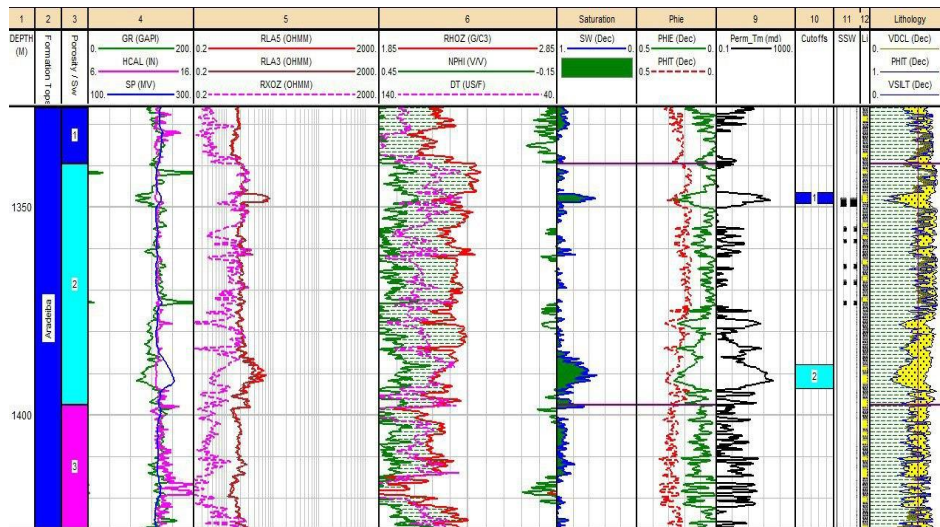 1 2 3 4 5 6 Saturation Phie 9 10 11 12 Lithology
DEPTH (M)
Formation Tops
Porosity / Sw
GR (GAPI)
0. 200.
HCAL (IN)
6. 16.
SP (MV)
100. 300.
RLA5 (OHMM)
0.2 2000.
RLA3 (OHMM)
0.2 2000.
RXOZ (OHMM)
0.2 2000.
RHOZ (G/C3)
1.85 2.85
NPHI (V/V)
0.45 -0.15
DT (US/F)
140. 40.
SW (Dec)
1. 0.
PHIE (Dec)
0.5 0.
PHIT (Dec)
0.5 0.
Perm_Tm (md)
0.1 1000.
Cutoffs
SSW
Li
VDCL (Dec)
0.
PHIT (Dec)
1.
VSILT (Dec)
0.
1
1350
1
2
Aradeiba
2
1400
3